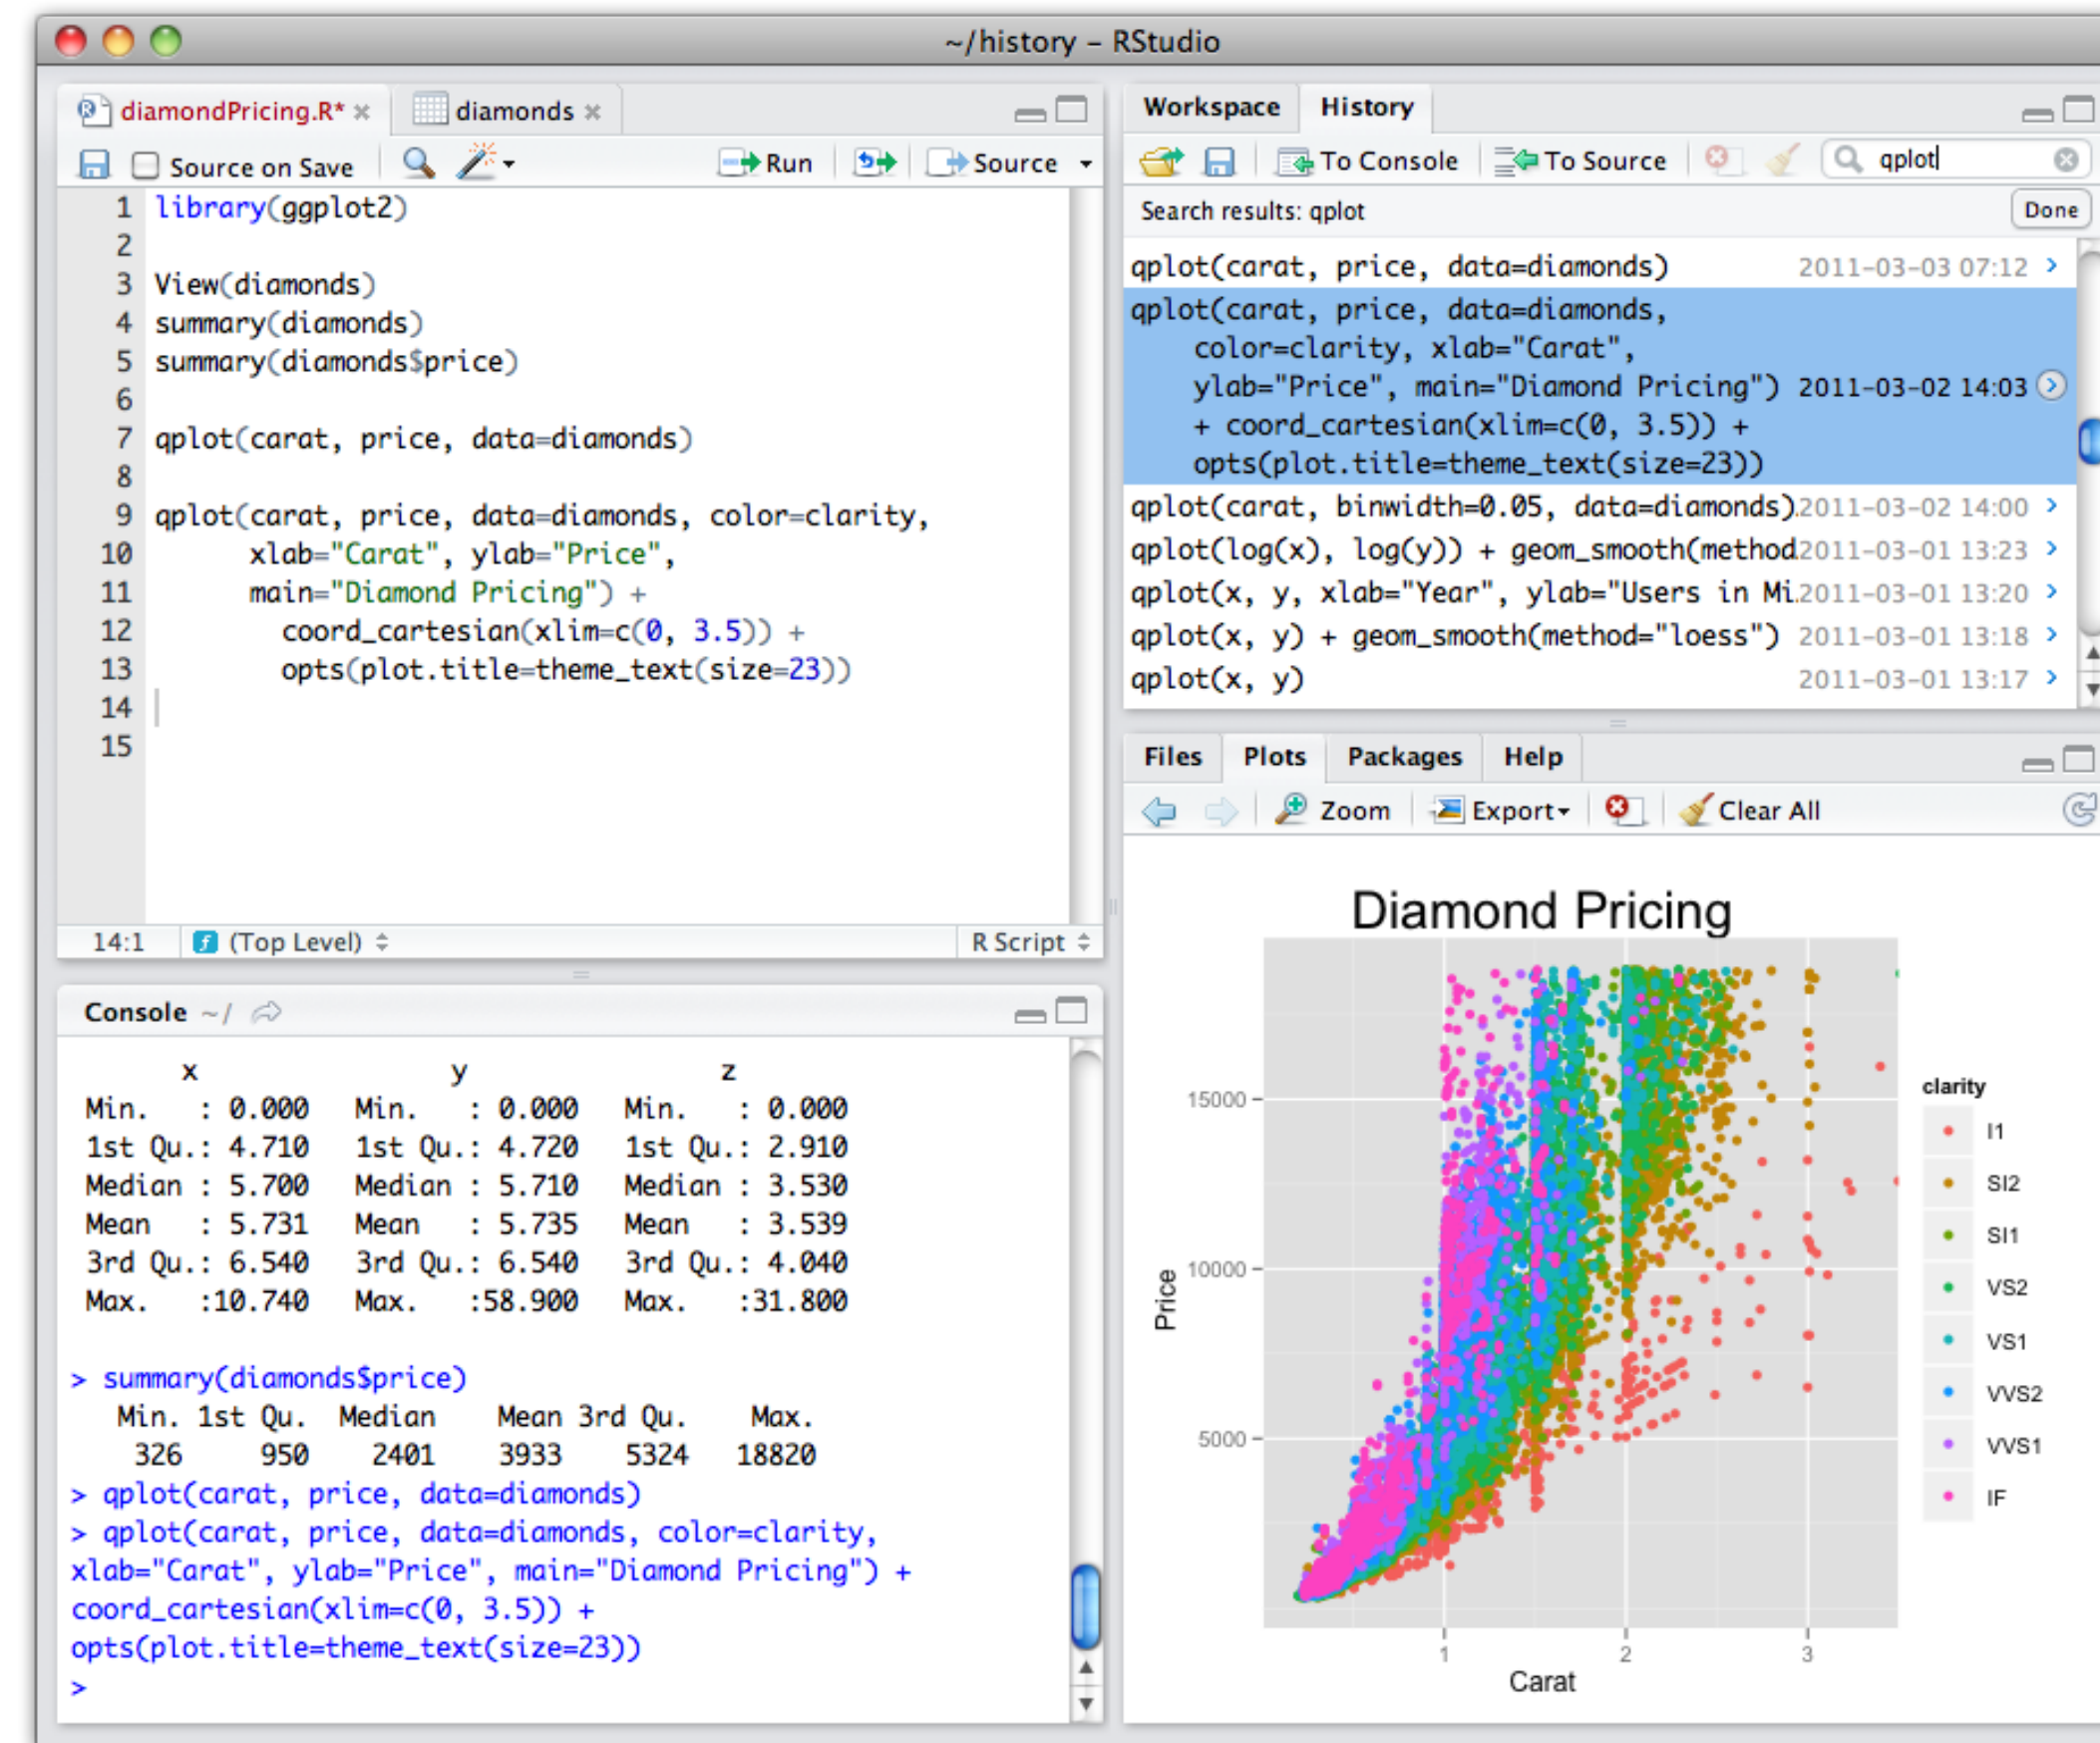 ~/history – RStudio
diamondPricing.R*
diamonds
Source on Save
Run
Source
1 library(ggplot2)
2
3 View(diamonds)
4 summary(diamonds)
5 summary(diamonds$price)
6
7 qplot(carat, price, data=diamonds)
8
9 qplot(carat, price, data=diamonds, color=clarity,
10 xlab="Carat", ylab="Price",
11 main="Diamond Pricing") +
12 coord_cartesian(xlim=c(0, 3.5)) +
13 opts(plot.title=theme_text(size=23))
14
15
14:1 (Top Level) R Script
Console ~/
x y z
Min. : 0.000 Min. : 0.000 Min. : 0.000
1st Qu.: 4.710 1st Qu.: 4.720 1st Qu.: 2.910
Median : 5.700 Median : 5.710 Median : 3.530
Mean : 5.731 Mean : 5.735 Mean : 3.539
3rd Qu.: 6.540 3rd Qu.: 6.540 3rd Qu.: 4.040
Max. :10.740 Max. :58.900 Max. :31.800
> summary(diamonds$price)
Min. 1st Qu. Median Mean 3rd Qu. Max.
326 950 2401 3933 5324 18820
> qplot(carat, price, data=diamonds)
> qplot(carat, price, data=diamonds, color=clarity,
xlab="Carat", ylab="Price", main="Diamond Pricing") +
coord_cartesian(xlim=c(0, 3.5)) +
opts(plot.title=theme_text(size=23))
>
Workspace History
To Console To Source qplot
Search results: qplot Done
qplot(carat, price, data=diamonds) 2011-03-03 07:12
qplot(carat, price, data=diamonds,
color=clarity, xlab="Carat",
ylab="Price", main="Diamond Pricing") 2011-03-02 14:03
+ coord_cartesian(xlim=c(0, 3.5)) +
opts(plot.title=theme_text(size=23))
qplot(carat, binwidth=0.05, data=diamonds). 2011-03-02 14:00
qplot(log(x), log(y)) + geom_smooth(method 2011-03-01 13:23
qplot(x, y, xlab="Year", ylab="Users in Mi. 2011-03-01 13:20
qplot(x, y) + geom_smooth(method="loess") 2011-03-01 13:18
qplot(x, y) 2011-03-01 13:17
Files Plots Packages Help
Zoom Export Clear All
Diamond Pricing
15000
10000
5000
Price
1 2 3
Carat
clarity
I1
SI2
SI1
VS2
VS1
VVS2
VVS1
IF